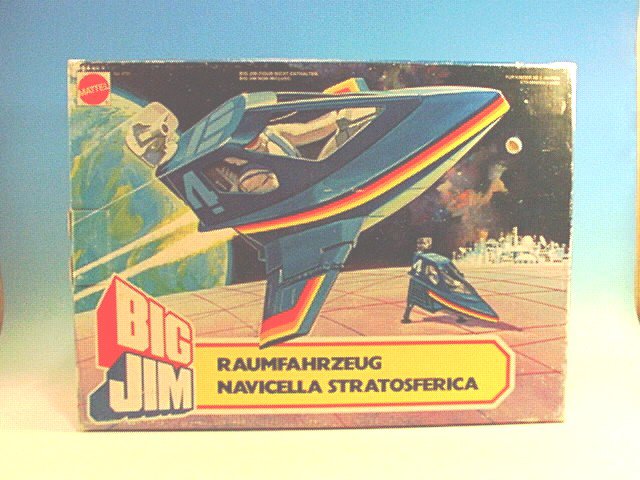 MATTEL
BIG
JIM
RAUMFAHRZEUG
NAVICELLA STRATOSFERICA